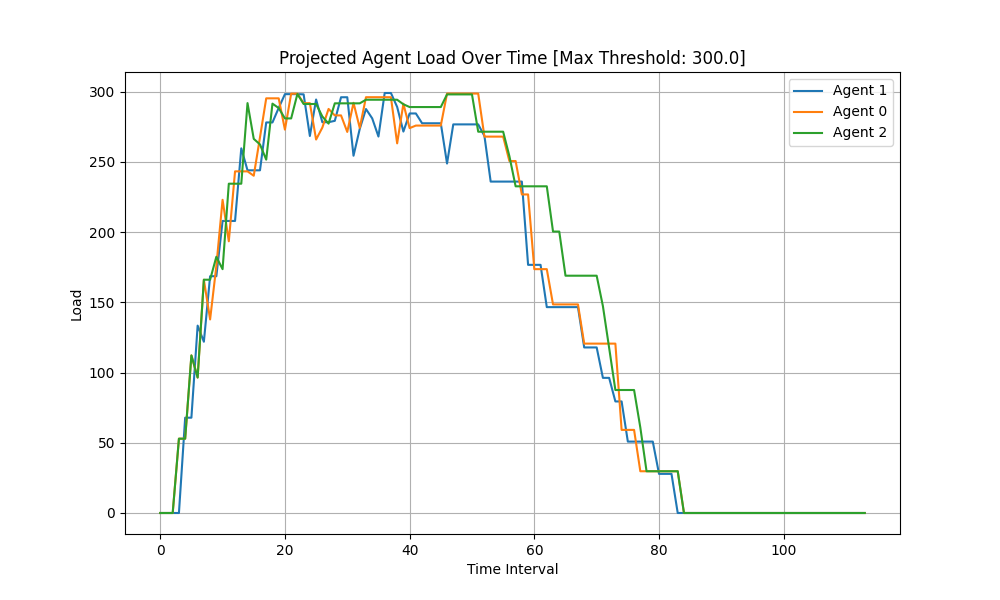 Projected Agent Load Over Time [Max Threshold: 300.0]
Agent 1
Agent 0
Agent 2
Load
300
250
200
150
100
50
0
0 20 40 60 80 100
Time Interval